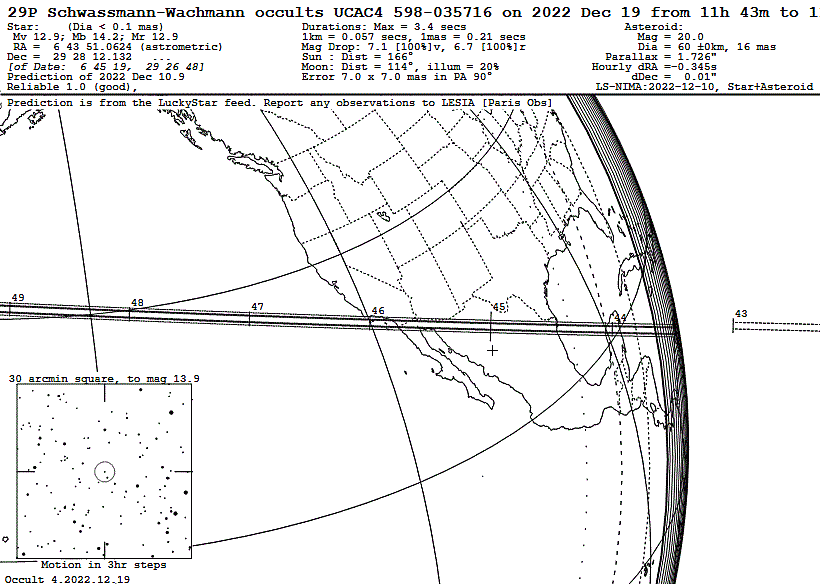 29P Schwassmann-Wachmann occults UCAC4 598-035716 on 2022 Dec 19 from 11h 43m to 1
Star: (Dia < 0.1 mas)
Mv 12.9; Mb 14.2; Mr 12.9
RA = 6 43 51.0624 (astrometric)
Dec = 29 28 12.132 ...
[of Date: 6 45 19, 29 26 48]
Prediction of 2022 Dec 10.9
Reliable 1.0 (good),
Durations: Max = 3.4 secs
1km = 0.057 secs, 1mas = 0.21 secs
Mag Drop: 7.1 [100%]v, 6.7 [100%]r
Sun : Dist = 166°
Moon: Dist = 114°, illum = 20%
Error 7.0 x 7.0 mas in PA 90°
Asteroid:
Mag = 20.0
Dia = 60 ±0km, 16 mas
Parallax = 1.726"
Hourly dRA =-0.345s
dDec = 0.01"
LS-NIMA:2022-12-10, Star+Asteroid
Prediction is from the LuckyStar feed. Report any observations to LESIA [Paris Obs]
49
48
47
46
45
44
43
30 arcmin square, to mag 13.9
Motion in 3hr steps
Occult 4.2022.12.19